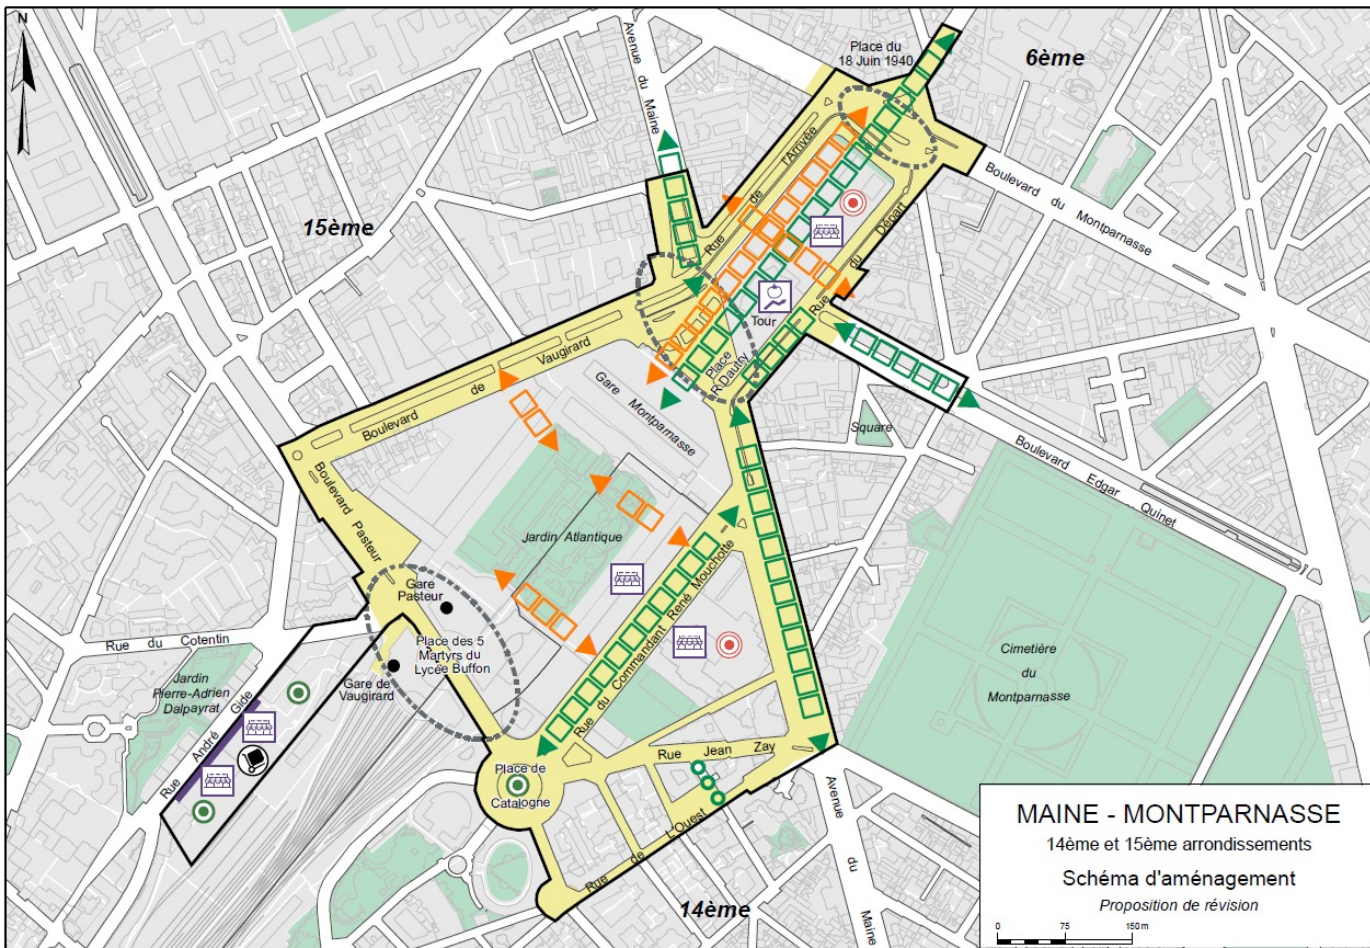 N
Place du
18 Juin 1940
6ème
Avenue du Maine
Rue de l'Arrivée
Boulevard du Montparnasse
15ème
Rue du Départ
Tour
Place
R.Dautry
Boulevard de Vaugirard
Gare Montparnasse
Square
Boulevard Edgar Quinet
Boulevard Pasteur
Jardin Atlantique
Rue du Commandant René Mouchotte
Gare
Pasteur
Rue du Cotentin
Place des 5
Martyrs du
Lycée Buffon
Gare de
Vaugirard
Jardin
Pierre-Adrien
Dalpayrat
Rue André Gide
Cimetière
du
Montparnasse
Rue Jean Zay
Place de
Catalogne
Rue de L'Ouest
Avenue du Maine
14ème
MAINE - MONTPARNASSE
14ème et 15ème arrondissements
Schéma d'aménagement
Proposition de révision
0 75 150 m